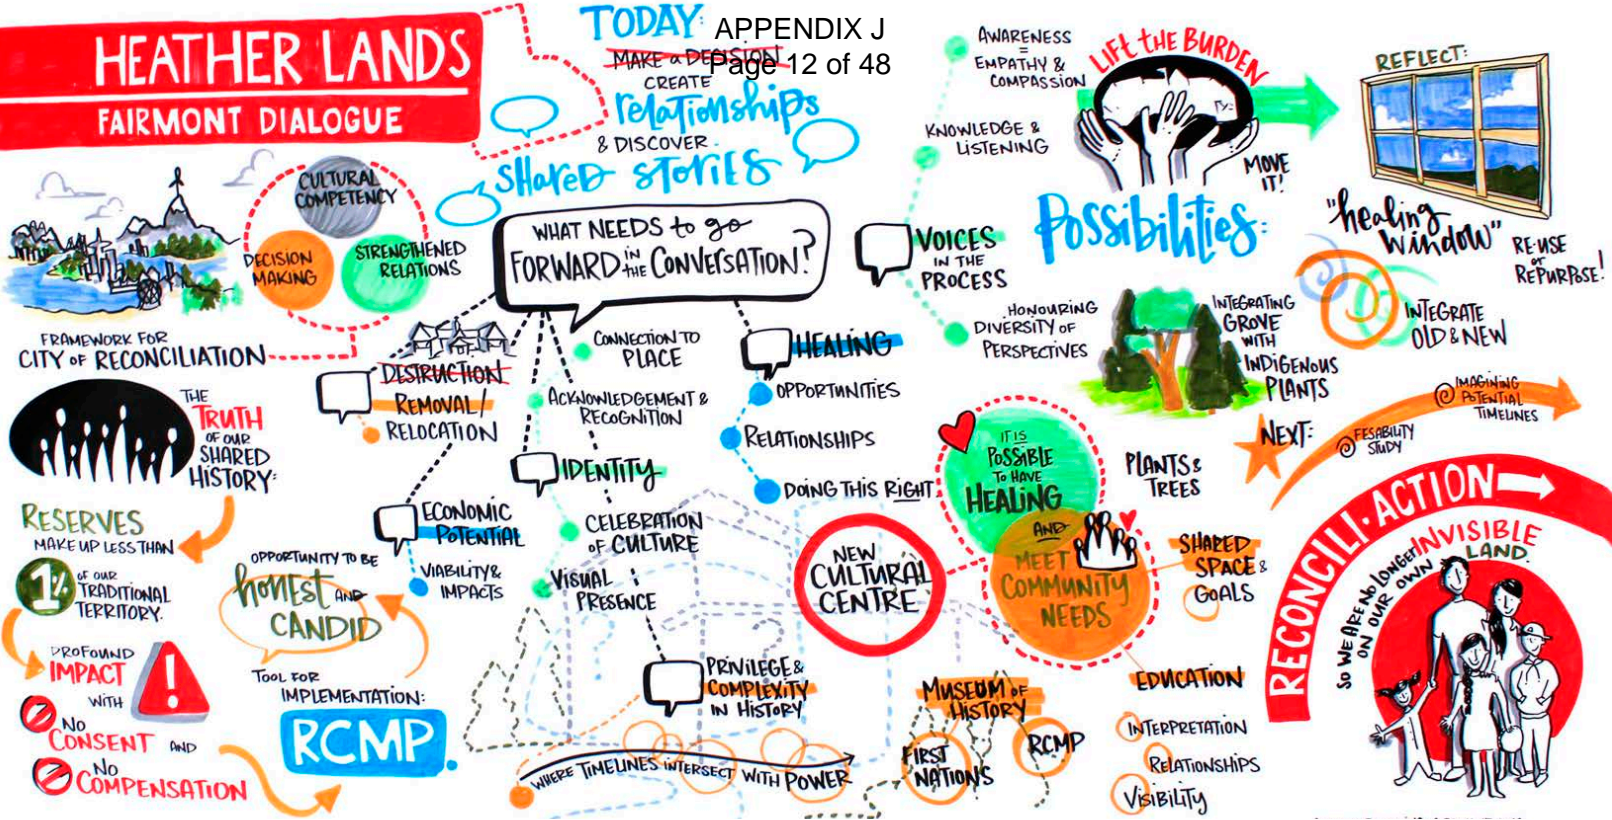 HEATHER LANDS
FAIRMONT DIALOGUE
TODAY:
MAKE a DECISION
CREATE
relationships
& DISCOVER
SHARED STORIES
APPENDIX J
Page 12 of 48
CULTURAL
COMPETENCY
DECISION
MAKING
STRENGTHENED
RELATIONS
FRAMEWORK FOR
CITY OF RECONCILIATION
THE
TRUTH
OF OUR
SHARED
HISTORY:
RESERVES
MAKE UP LESS THAN
1%
OF OUR
TRADITIONAL
TERRITORY.
PROFOUND
IMPACT
WITH
NO
CONSENT AND
NO
COMPENSATION
OPPORTUNITY TO BE
honest AND
CANDID
TOOL FOR
IMPLEMENTATION:
RCMP.
WHAT NEEDS to go
FORWARD IN THE CONVERSATION?
DESTRUCTION
REMOVAL/
RELOCATION
ECONOMIC
POTENTIAL
VIABILITY &
IMPACTS
CONNECTION TO
PLACE
ACKNOWLEDGEMENT &
RECOGNITION
IDENTITY
CELEBRATION
OF CULTURE
VISUAL
PRESENCE
PRIVILEGE &
COMPLEXITY
IN HISTORY
WHERE TIMELINES INTERSECT WITH POWER
HEALING
OPPORTUNITIES
RELATIONSHIPS
DOING THIS RIGHT
VOICES
IN THE
PROCESS
AWARENESS
=
EMPATHY &
COMPASSION
KNOWLEDGE &
LISTENING
HONOURING
DIVERSITY OF
PERSPECTIVES
LIFT THE BURDEN
MOVE
IT!
Possibilities:
REFLECT:
"healing
window"
RE-USE
or
REPURPOSE!
INTEGRATING
GROVE
WITH
INDIGENOUS
PLANTS
INTEGRATE
OLD & NEW
NEXT:
FESABILITY
STUDY
IMAGINING
POTENTIAL
TIMELINES
IT IS
POSSIBLE
TO HAVE
HEALING
AND
MEET
COMMUNITY
NEEDS
PLANTS &
TREES
SHARED
SPACE &
GOALS
NEW
CULTURAL
CENTRE
MUSEUM OF
HISTORY
FIRST
NATIONS
RCMP
EDUCATION
INTERPRETATION
RELATIONSHIPS
VISIBILITY
RECONCILI·ACTION
SO WE ARE NO LONGER INVISIBLE
ON OUR OWN LAND.